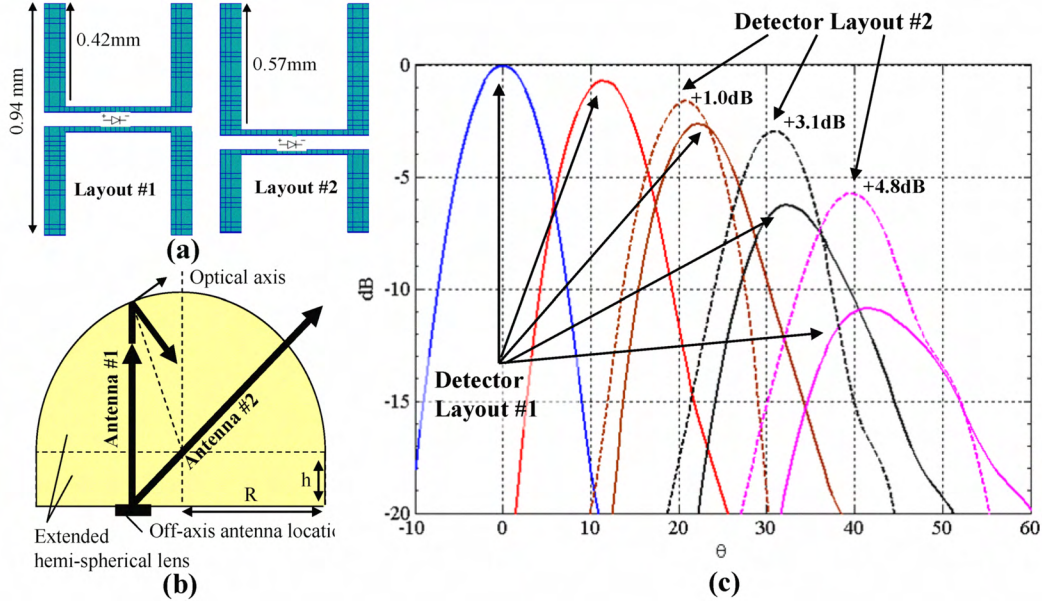 (a)
0.42mm
0.94 mm
Layout #1
0.57mm
Layout #2
Optical axis
Antenna #1
Antenna #2
h
R
Extended
hemi-spherical lens
Off-axis antenna locatic
(b)
Detector Layout #2
+1.0dB
+3.1dB
+4.8dB
Detector
Layout #1
dB
0
-5
-10
-15
-20
-10
0
10
20
30
40
50
60
θ
(c)